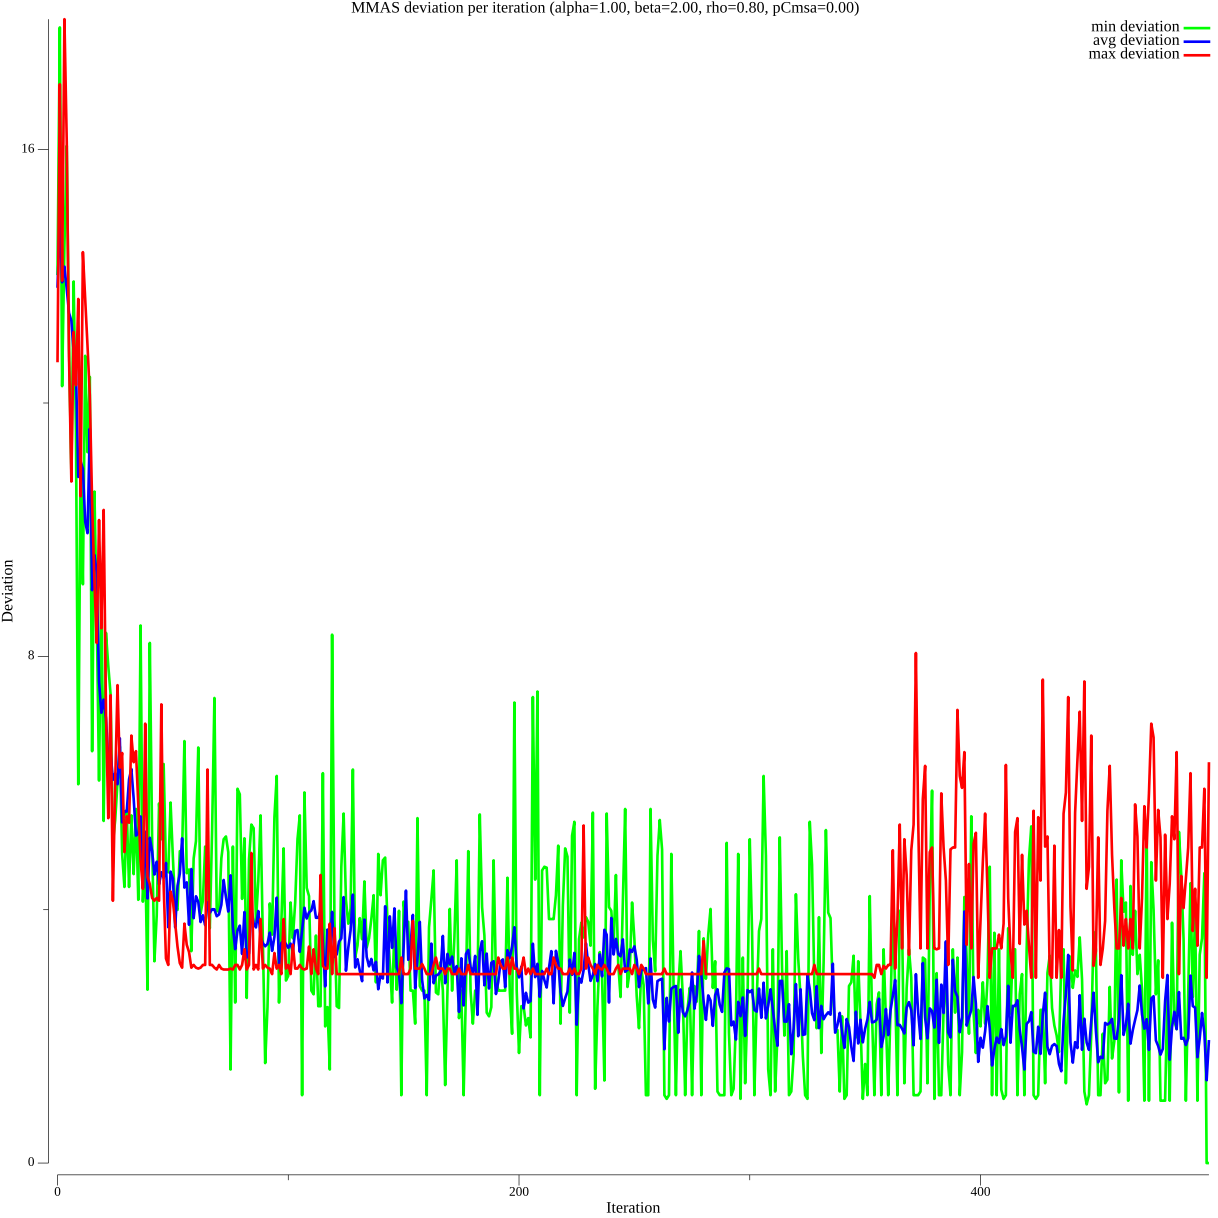 MMAS deviation per iteration (alpha=1.00, beta=2.00, rho=0.80, pCmsa=0.00)
min deviation
avg deviation
max deviation
16
8
0
Deviation
0
200
400
Iteration